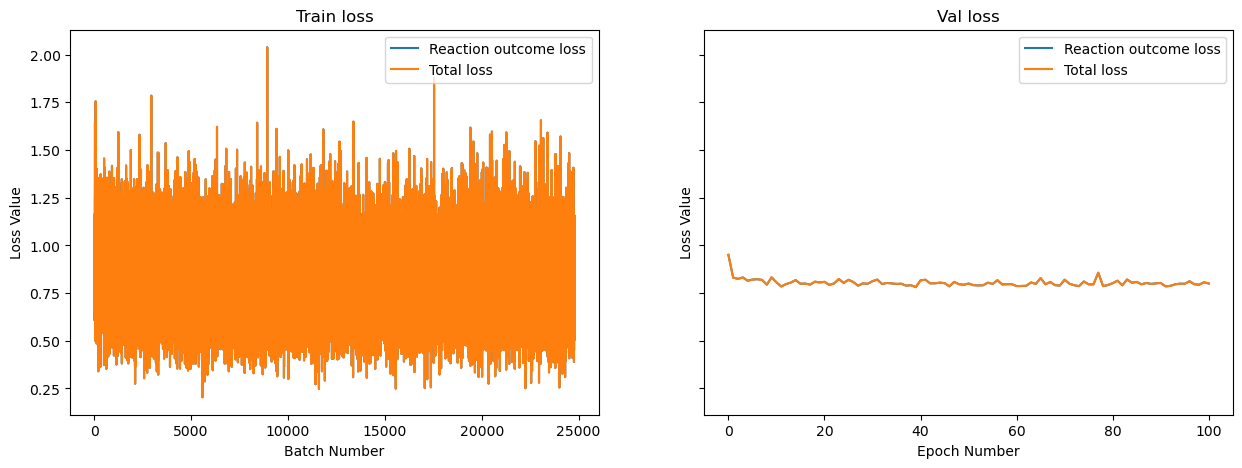 Train loss
Reaction outcome loss
Total loss
2.00
1.75
1.50
1.25
1.00
0.75
0.50
0.25
Loss Value
0
5000
10000
15000
20000
25000
Batch Number
Val loss
Reaction outcome loss
Total loss
Loss Value
0
20
40
60
80
100
Epoch Number